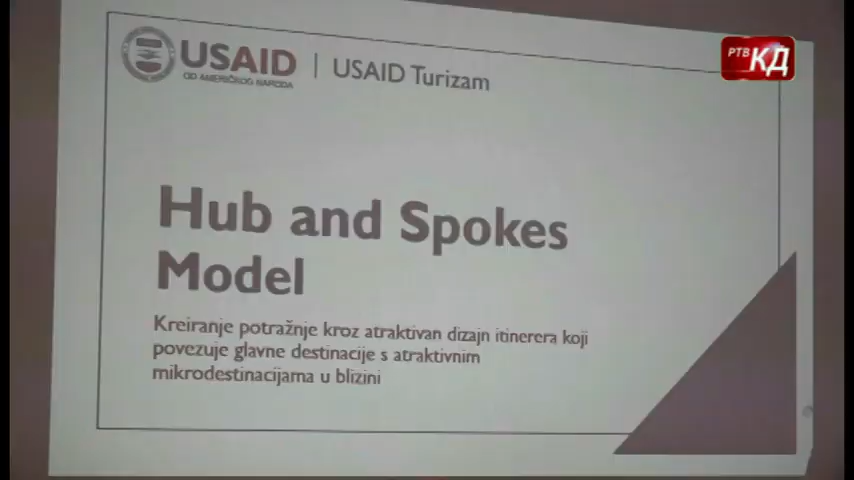 USAID | USAID Turizam
OD AMERIČKOG NARODA
РТВ КД
Hub and Spokes
Model
Kreiranje potražnje kroz atraktivan dizajn itinerera koji
povezuje glavne destinacije s atraktivnim
mikrodestinacijama u blizini